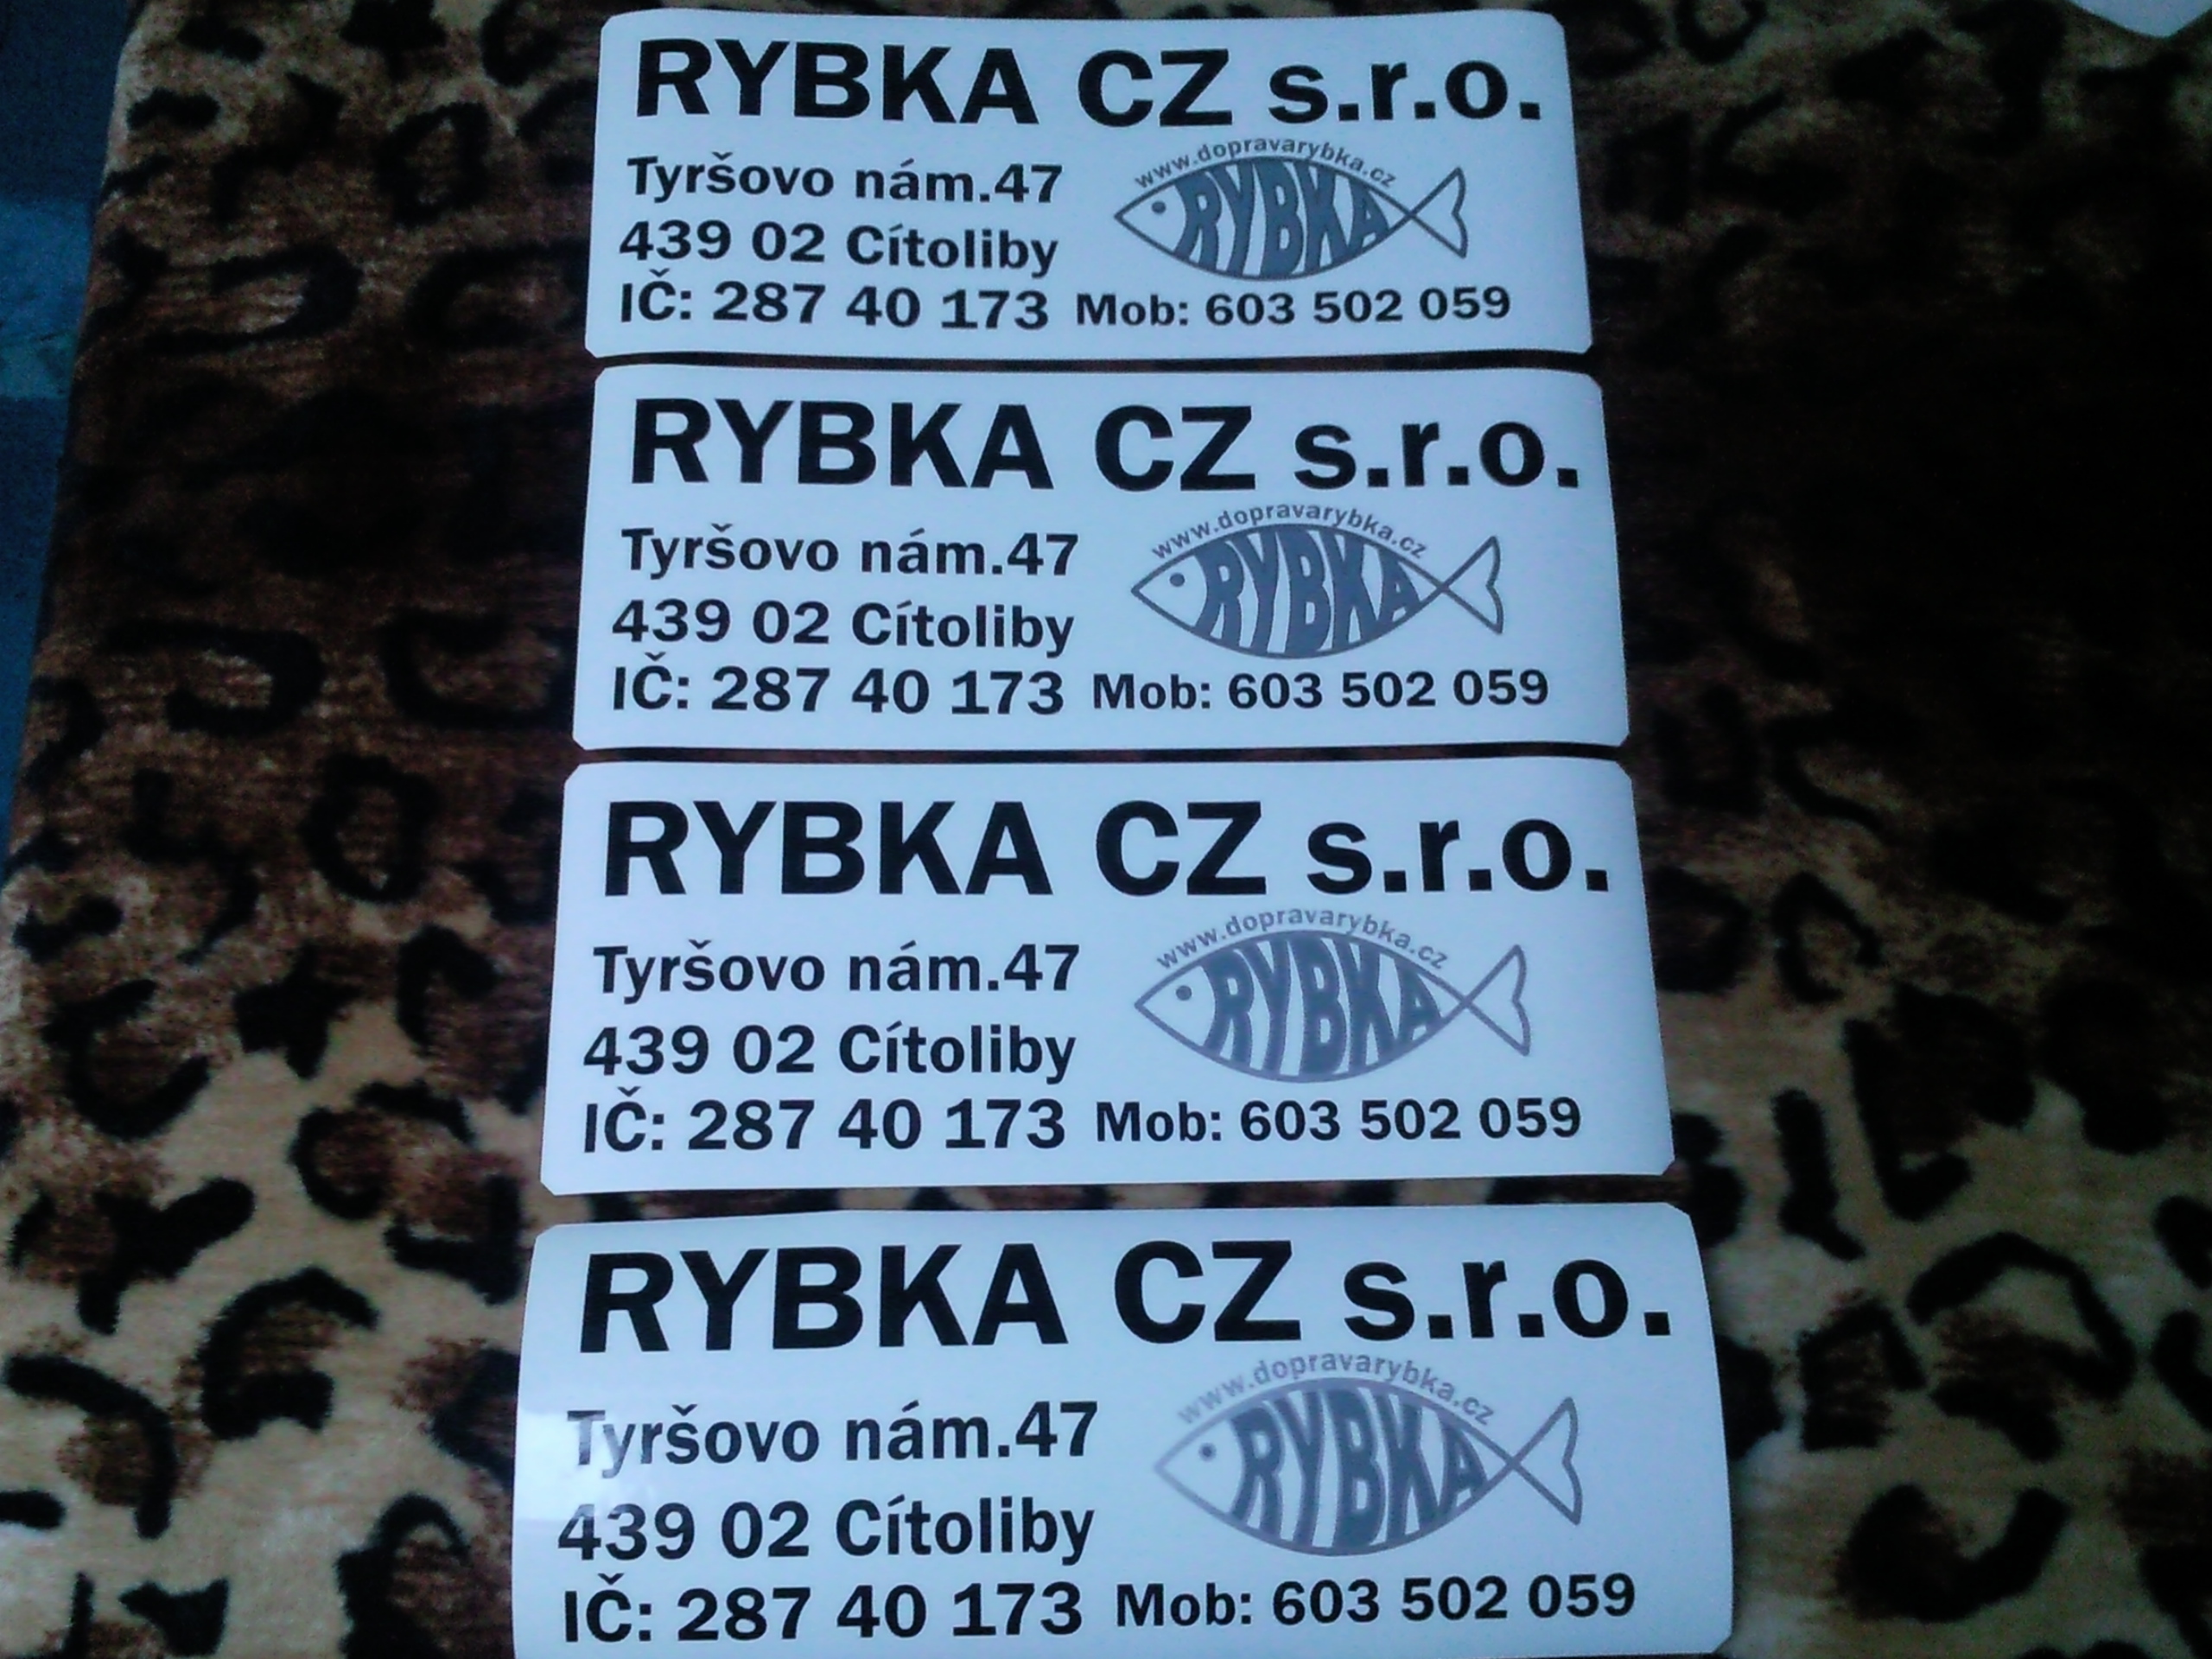 RYBKA CZ s.r.o.
www.dopravarybka.cz
Tyršovo nám.47
RYBKA
439 02 Cítoliby
IČ: 287 40 173 Mob: 603 502 059
RYBKA CZ s.r.o.
www.dopravarybka.cz
Tyršovo nám.47
RYBKA
439 02 Cítoliby
IČ: 287 40 173 Mob: 603 502 059
RYBKA CZ s.r.o.
www.dopravarybka.cz
Tyršovo nám.47
RYBKA
439 02 Cítoliby
IČ: 287 40 173 Mob: 603 502 059
RYBKA CZ s.r.o.
www.dopravarybka.cz
Tyršovo nám.47
RYBKA
439 02 Cítoliby
IČ: 287 40 173 Mob: 603 502 059